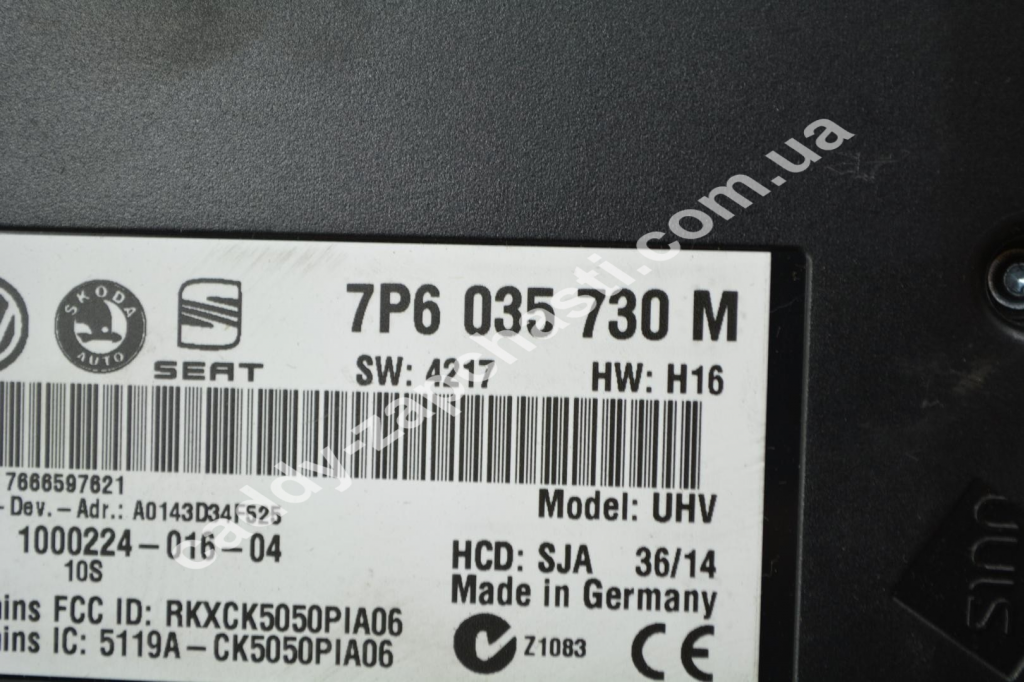 SKODA
AUTO
SEAT
7P6 035 730 M
SW: 4217
HW: H16
7666597621
- Dev. - Adr.: A0143D34F525
1000224-016-04
10S
Model: UHV
HCD: SJA 36/14
Made in Germany
ins FCC ID: RKXCK5050PIA06
ins IC: 5119A-CK5050PIA06
Z1083
CE
caddy-zapchasti.com.ua